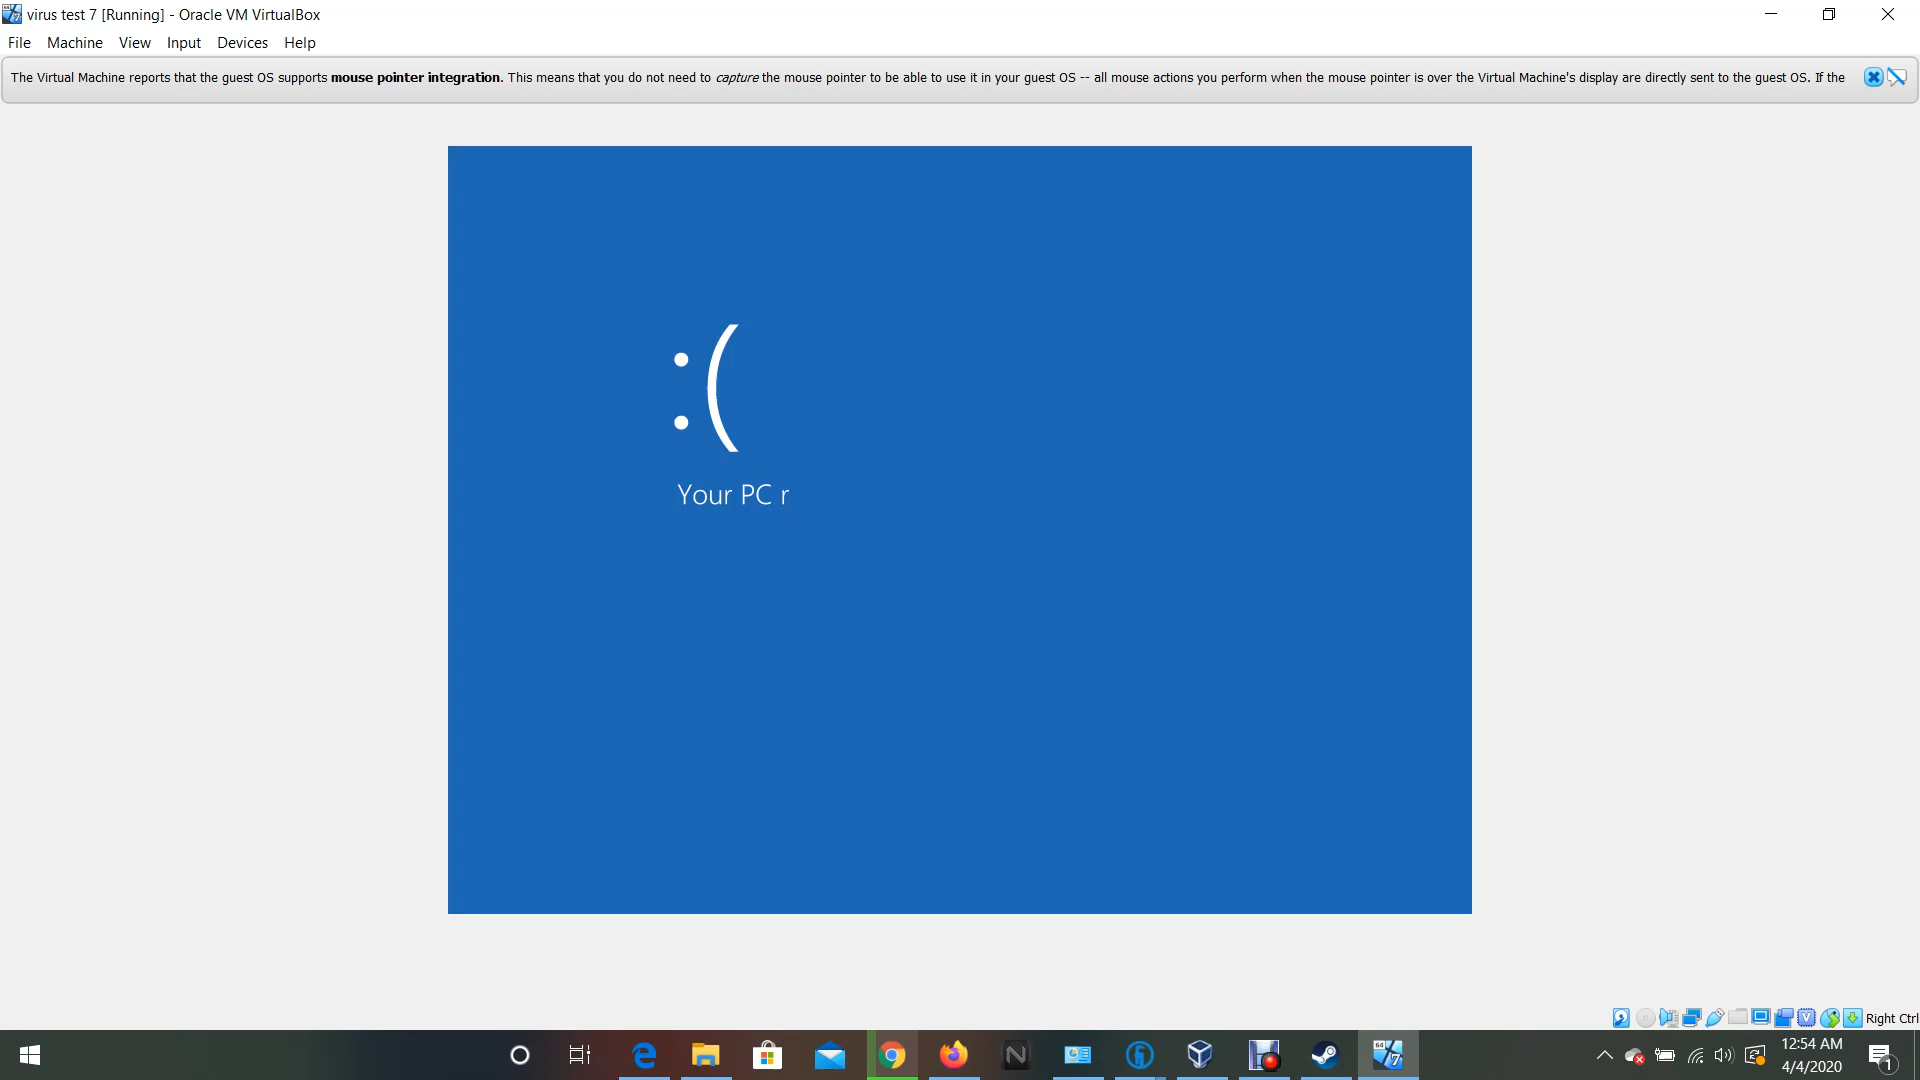 virus test 7 [Running] - Oracle VM VirtualBox
File Machine View Input Devices Help
The Virtual Machine reports that the guest OS supports mouse pointer integration. This means that you do not need to capture the mouse pointer to be able to use it in your guest OS -- all mouse actions you perform when the mouse pointer is over the Virtual Machine's display are directly sent to the guest OS. If the
:(
Your PC r
Right Ctrl
12:54 AM
4/4/2020
1